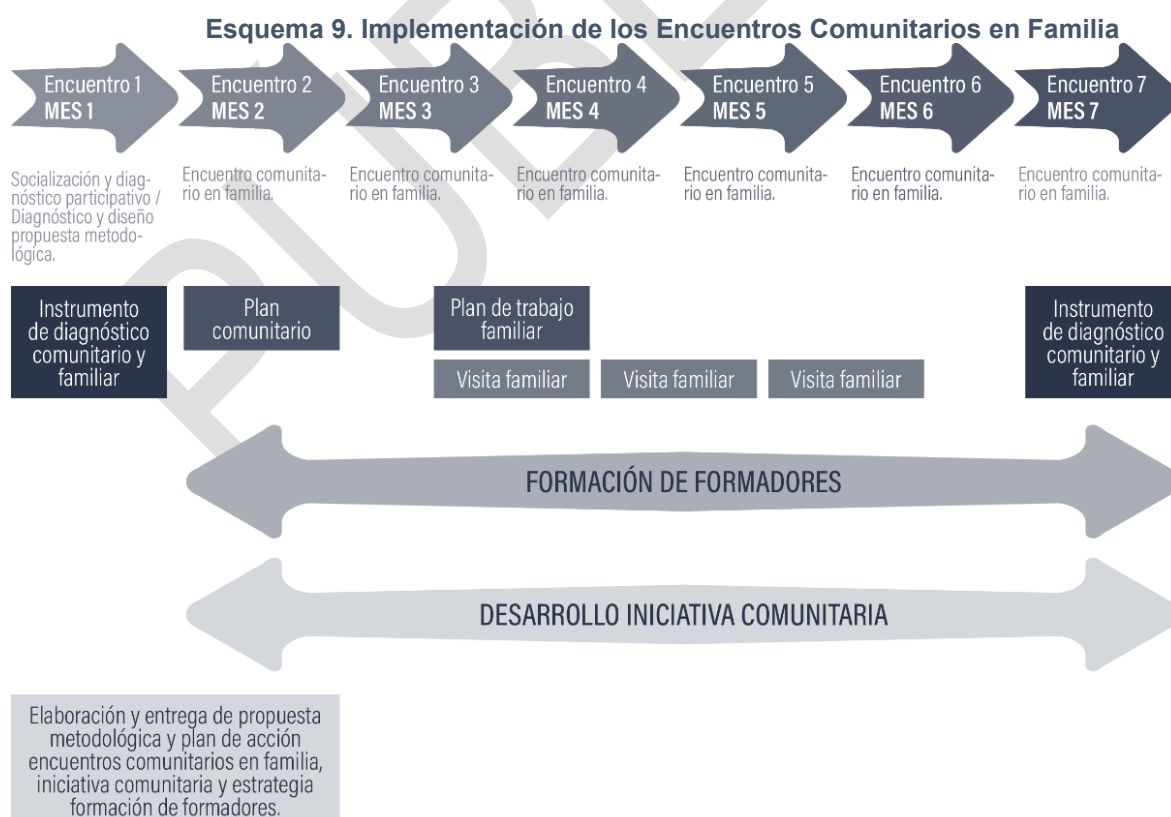 Esquema 9. Implementación de los Encuentros Comunitarios en Familia
Encuentro 1
MES 1
Encuentro 2
MES 2
Encuentro 3
MES 3
Encuentro 4
MES 4
Encuentro 5
MES 5
Encuentro 6
MES 6
Encuentro 7
MES 7
Socialización y diag-
nóstico participativo /
Diagnóstico y diseño
propuesta metodo-
lógica.
Encuentro comunita-
rio en familia.
Encuentro comunita-
rio en familia.
Encuentro comunita-
rio en familia.
Encuentro comunita-
rio en familia.
Encuentro comunita-
rio en familia.
Encuentro comunita-
rio en familia.
Instrumento
de diagnóstico
comunitario y
familiar
Plan
comunitario
Plan de trabajo
familiar
Visita familiar
Visita familiar
Visita familiar
Instrumento
de diagnóstico
comunitario y
familiar
FORMACIÓN DE FORMADORES
DESARROLLO INICIATIVA COMUNITARIA
Elaboración y entrega de propuesta
metodológica y plan de acción
encuentros comunitarios en familia,
iniciativa comunitaria y estrategia
formación de formadores.